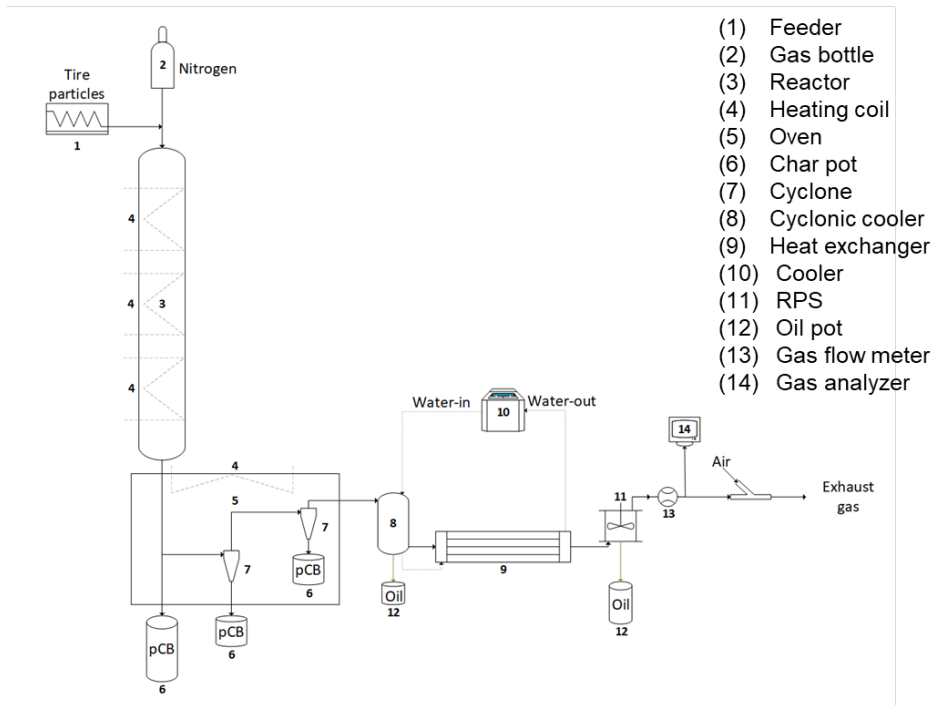 (1) Feeder
(2) Gas bottle
(3) Reactor
(4) Heating coil
(5) Oven
(6) Char pot
(7) Cyclone
(8) Cyclonic cooler
(9) Heat exchanger
(10) Cooler
(11) RPS
(12) Oil pot
(13) Gas flow meter
(14) Gas analyzer
2 Nitrogen
Tire
particles
1
4
4 3
4
Water-in 10 Water-out
14
Air
Exhaust
gas
4
5
11
13
7
8
7
pCB
6
9
Oil
12
Oil
12
pCB
6
pCB
6